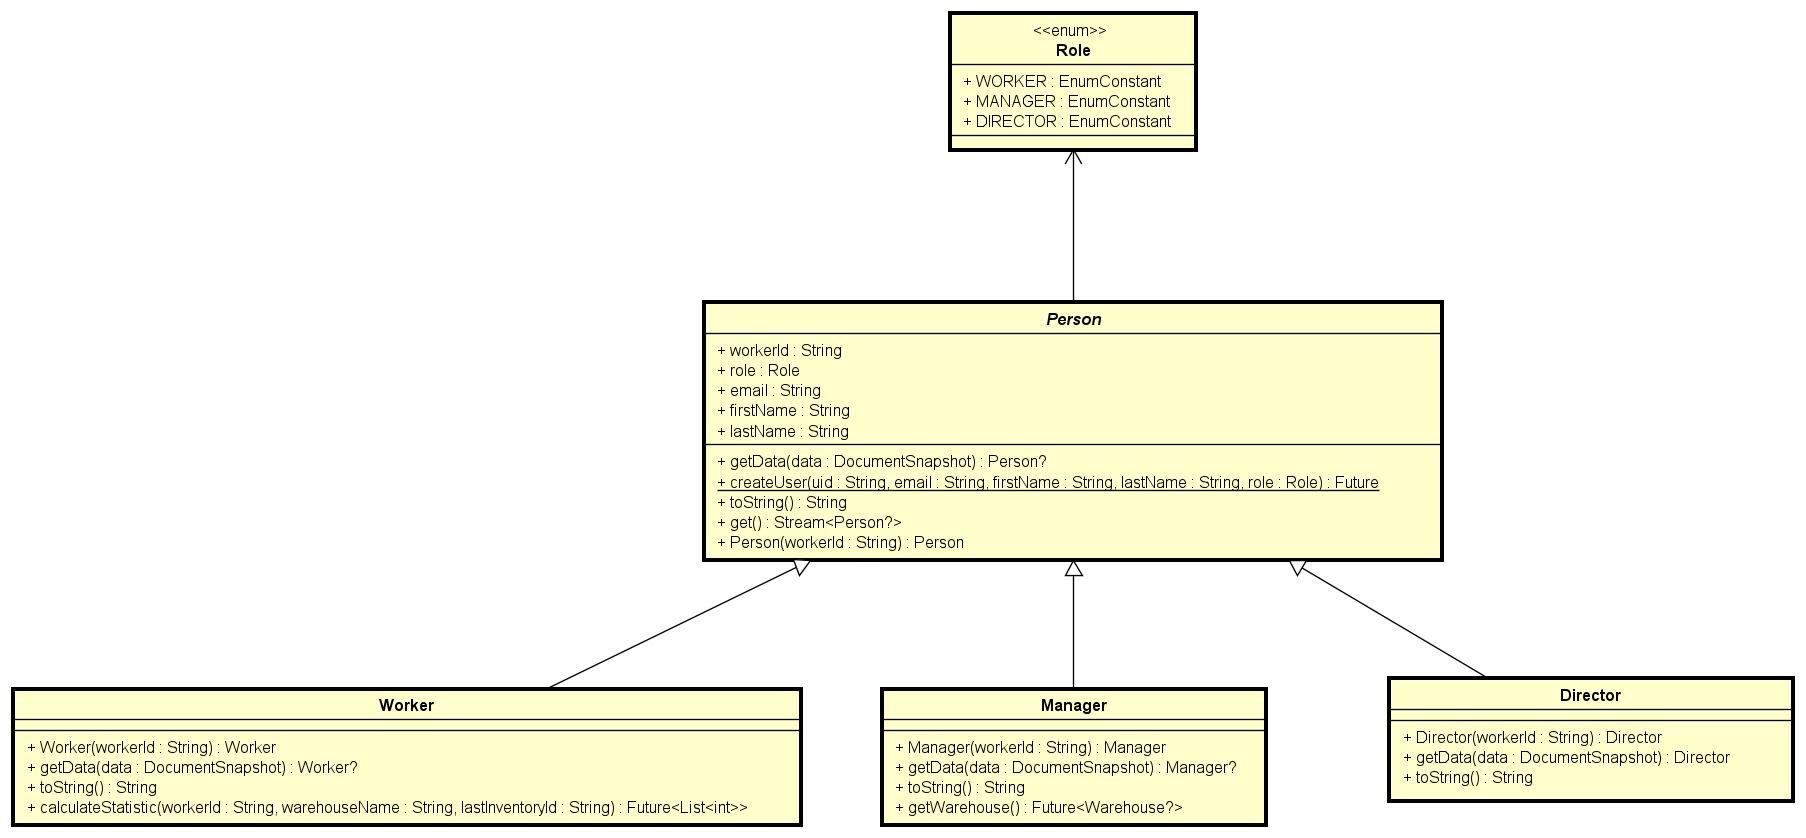 <<enum>>
Role
+ WORKER : EnumConstant
+ MANAGER : EnumConstant
+ DIRECTOR : EnumConstant
Person
+ workerId : String
+ role : Role
+ email : String
+ firstName : String
+ lastName : String
+ getData(data : DocumentSnapshot) : Person?
+ createUser(uid : String, email : String, firstName : String, lastName : String, role : Role) : Future
+ toString() : String
+ get() : Stream<Person?>
+ Person(workerId : String) : Person
Worker
+ Worker(workerId : String) : Worker
+ getData(data : DocumentSnapshot) : Worker?
+ toString() : String
+ calculateStatistic(workerId : String, warehouseName : String, lastInventoryId : String) : Future<List<int>>
Manager
+ Manager(workerId : String) : Manager
+ getData(data : DocumentSnapshot) : Manager?
+ toString() : String
+ getWarehouse() : Future<Warehouse?>
Director
+ Director(workerId : String) : Director
+ getData(data : DocumentSnapshot) : Director
+ toString() : String